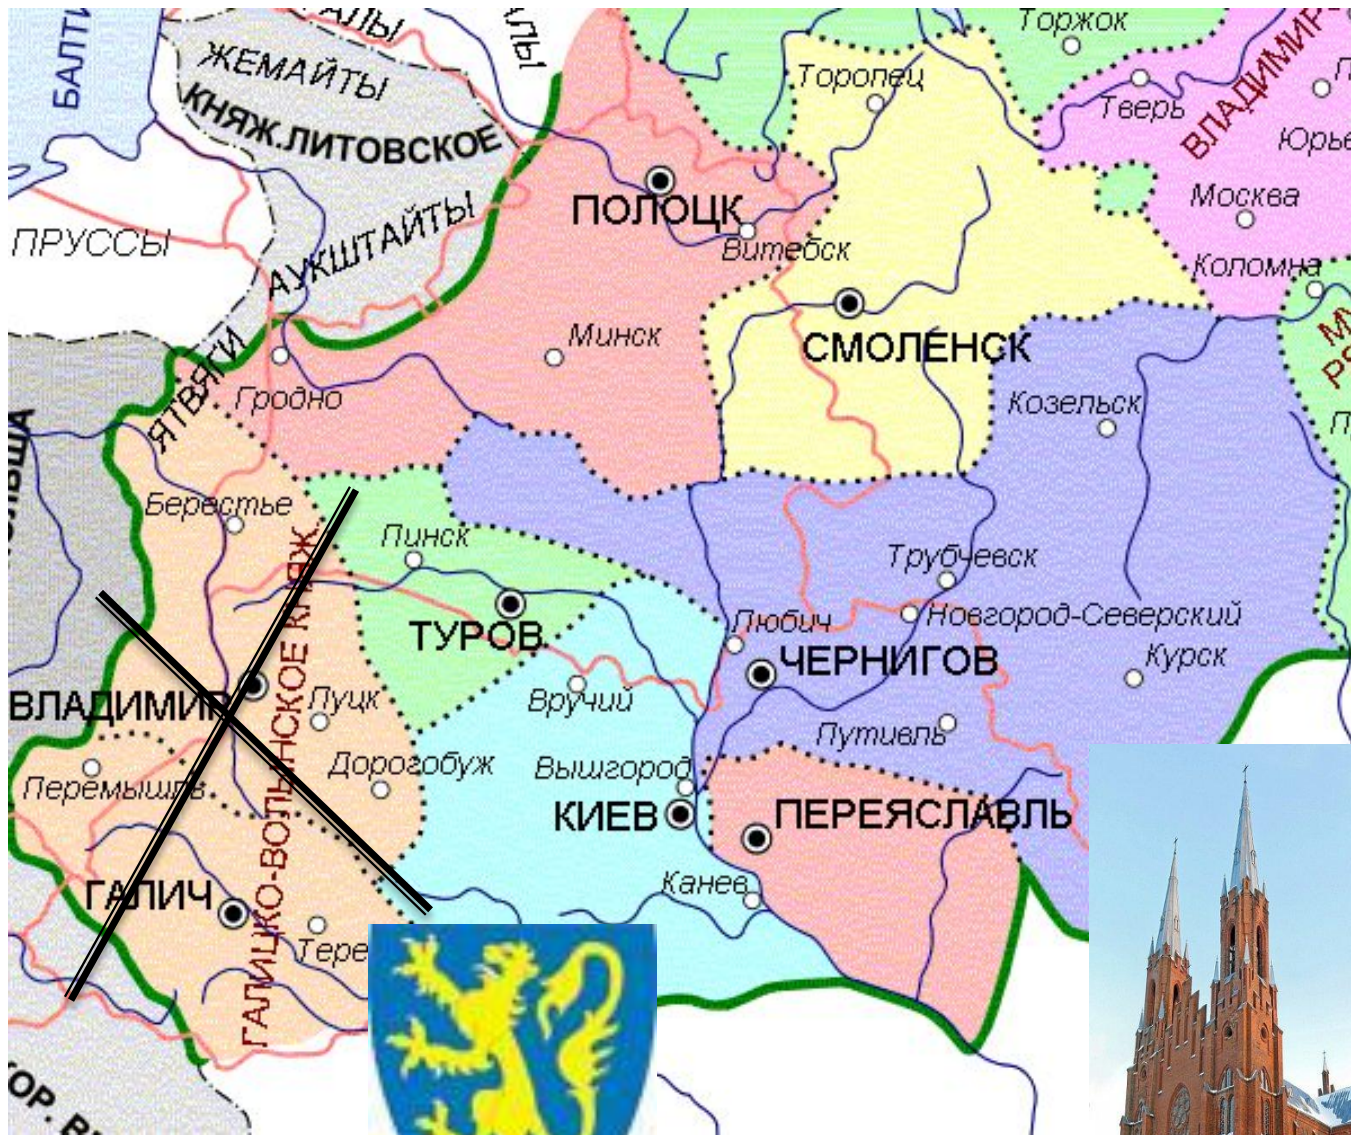 Торжок
Торопец
Тверь
ЖЕМАЙТЫ
КНЯЖ.ЛИТОВСКОЕ
ПОЛОЦК
Москва
АУКШТАЙТЫ
ПРУССЫ
Витебск
Коломна
Минск
СМОЛЕНСК
ЯТВЯГИ
Гродно
Козельск
Берестье
Пинск
Трубчевск
ГАЛИЦКО-ВОЛЫНСКОЕ КНЯЖ.
ТУРОВ
Любич
Новгород-Северский
ЧЕРНИГОВ
Курск
ВЛАДИМИР
Луцк
Вручий
Путивль
Перемышль
Дорогобуж
Вышгород
КИЕВ
ПЕРЕЯСЛАВЛЬ
ГАЛИЧ
Канев
Тере